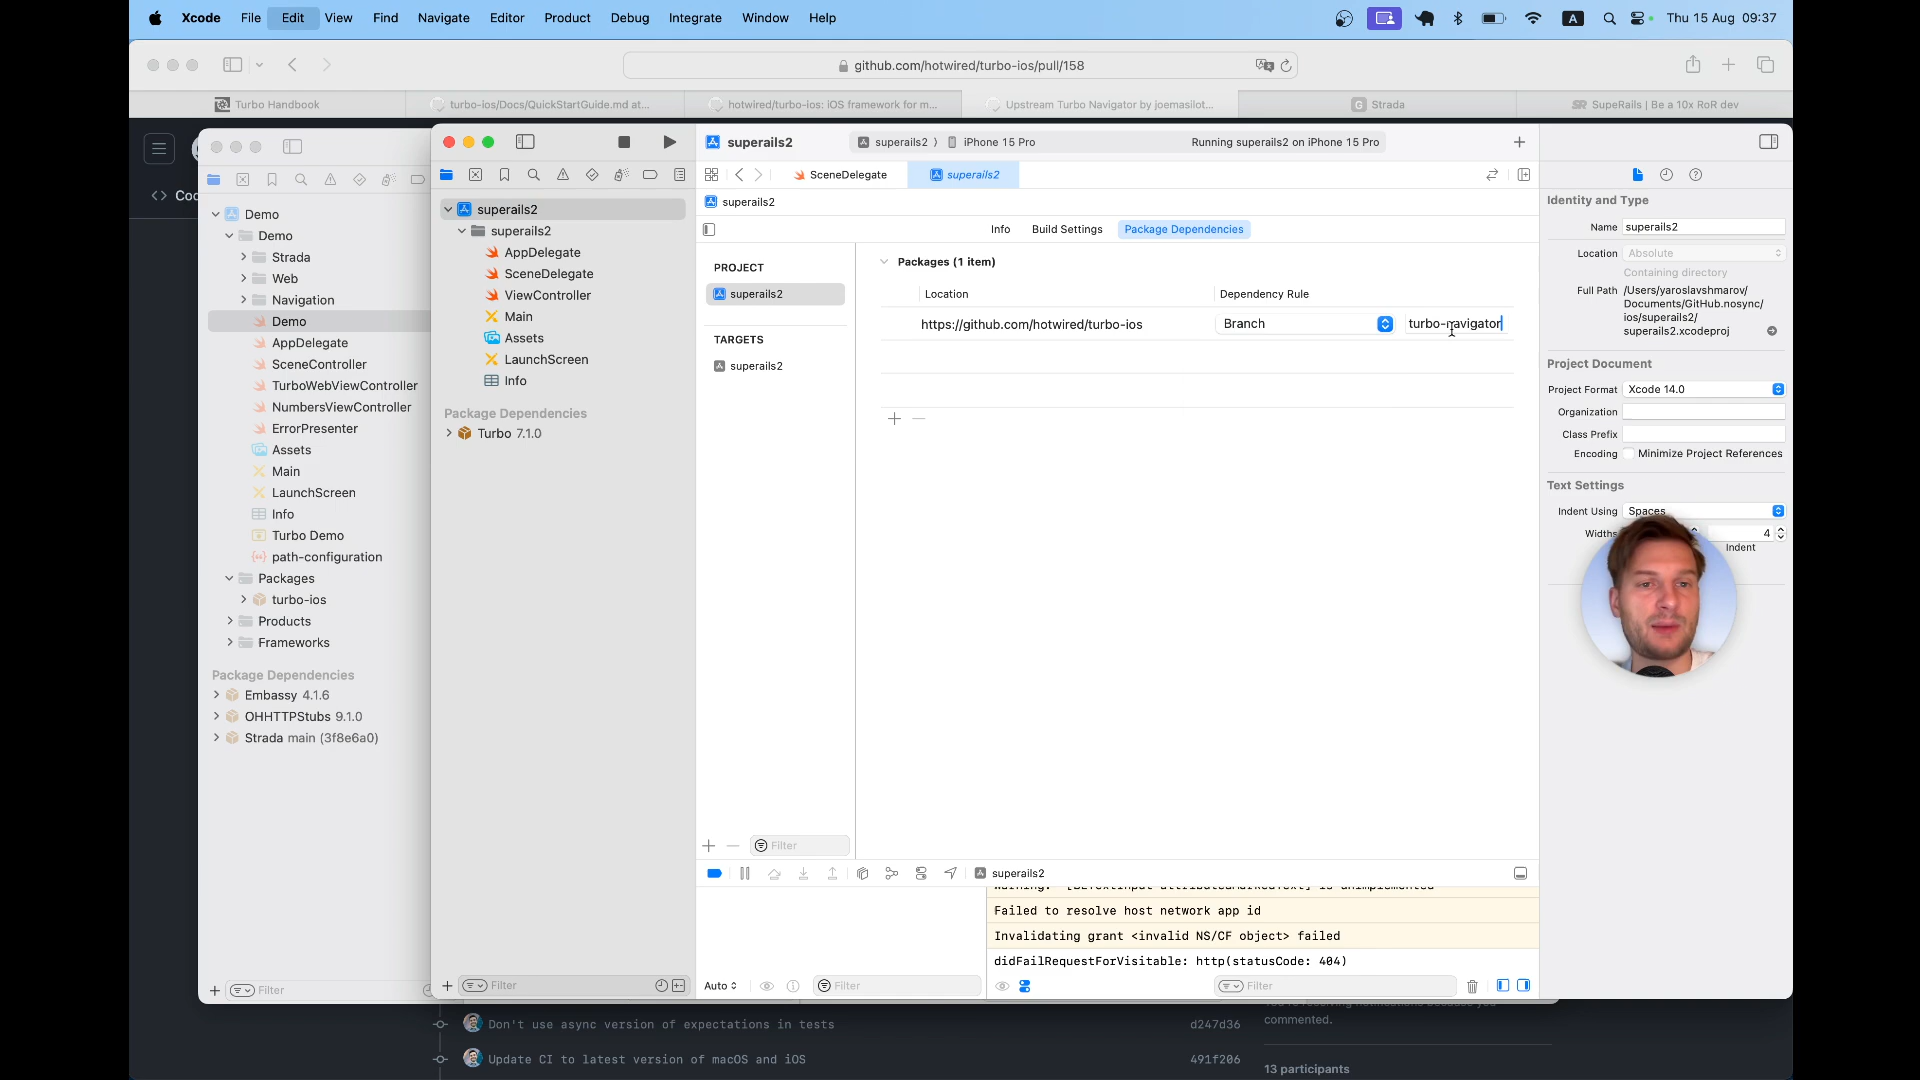 Xcode File Edit View Find Navigate Editor Product Debug Integrate Window Help
A Thu 15 Aug 09:37
github.com/hotwired/turbo-ios/pull/158
Turbo Handbook
turbo-ios/Docs/QuickStartGuide.md at...
hotwired/turbo-ios: iOS framework for m...
Upstream Turbo Navigator by joemasilot...
G Strada
SR SupeRails | Be a 10x RoR dev
<> Coc
Demo
Demo
Strada
Web
Navigation
Demo
AppDelegate
SceneController
TurboWebViewController
NumbersViewController
ErrorPresenter
Assets
Main
LaunchScreen
Info
Turbo Demo
path-configuration
Packages
turbo-ios
Products
Frameworks
Package Dependencies
Embassy 4.1.6
OHHTTPStubs 9.1.0
Strada main (3f8e6a0)
Filter
superails2
superails2
AppDelegate
SceneDelegate
ViewController
Main
Assets
LaunchScreen
Info
Package Dependencies
Turbo 7.1.0
Filter
superails2
superails2 ⟩ iPhone 15 Pro
Running superails2 on iPhone 15 Pro
SceneDelegate
superails2
superails2
Info Build Settings Package Dependencies
PROJECT
superails2
TARGETS
superails2
Filter
Packages (1 item)
Location Dependency Rule
https://github.com/hotwired/turbo-ios Branch turbo-navigator
superails2
Failed to resolve host network app id
Invalidating grant <invalid NS/CF object> failed
didFailRequestForVisitable: http(statusCode: 404)
Auto
Filter
Filter
Identity and Type
Name superails2
Location Absolute
Containing directory
Full Path /Users/yaroslavshmarov/
Documents/GitHub.nosync/
ios/superails2/
superails2.xcodeproj
Project Document
Project Format Xcode 14.0
Organization
Class Prefix
Encoding Minimize Project References
Text Settings
Indent Using Spaces
Widths 4
Indent
Don't use async version of expectations in tests d247d36
Update CI to latest version of macOS and iOS 491f206
commented.
13 participants